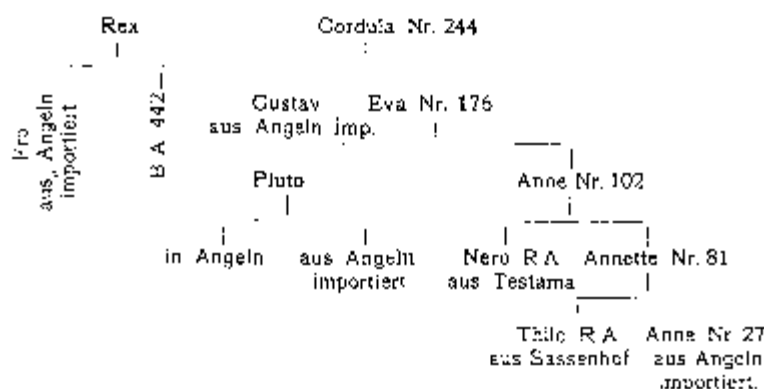 Rex Cordula Nr. 244
Pro
aus Angeln
importiert
B A 442
Gustav Eva Nr. 176
aus Angeln imp.
Pluto Anne Nr. 102
in Angeln aus Angeln Nero R A Annette Nr. 81
importiert aus Testama
Thilo R A Anne Nr 27
aus Sassenhof aus Angeln
importiert.